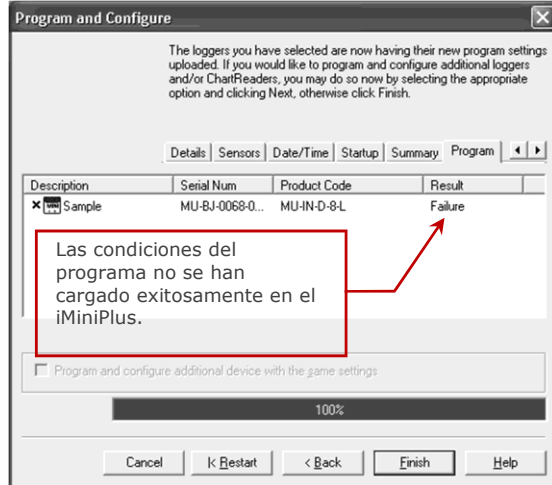 Program and Configure
The loggers you have selected are now having their new program settings
uploaded. If you would like to program and configure additional loggers
and/or ChartReaders, you may do so now by selecting the appropriate
option and clicking Next, otherwise click Finish.
Details Sensors Date/Time Startup Summary Program
Description Serial Num Product Code Result
Sample MU-BJ-0068-0... MU-IN-D-8-L Failure
Las condiciones del
programa no se han
cargado exitosamente en el
iMiniPlus.
Program and configure additional device with the same settings
100%
Cancel |< Restart < Back Finish Help